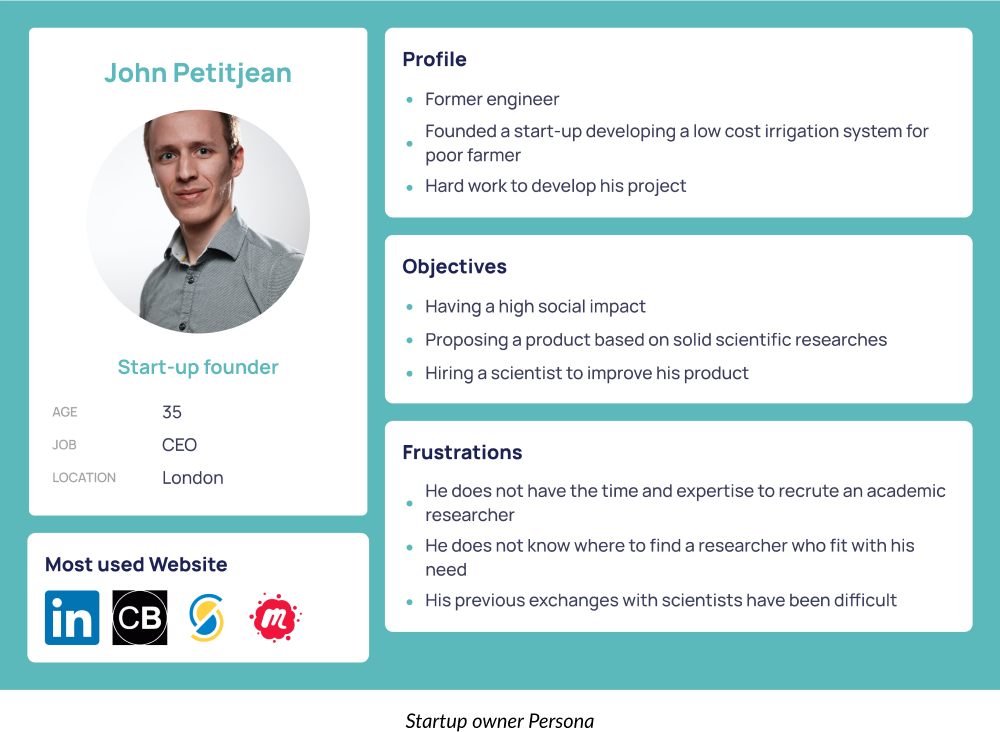 John Petitjean
Start-up founder
AGE 35
JOB CEO
LOCATION London
Most used Website
in
CB
m
Profile
Former engineer
Founded a start-up developing a low cost irrigation system for
poor farmer
Hard work to develop his project
Objectives
Having a high social impact
Proposing a product based on solid scientific researches
Hiring a scientist to improve his product
Frustrations
He does not have the time and expertise to recrute an academic
researcher
He does not know where to find a researcher who fit with his
need
His previous exchanges with scientists have been difficult
Startup owner Persona